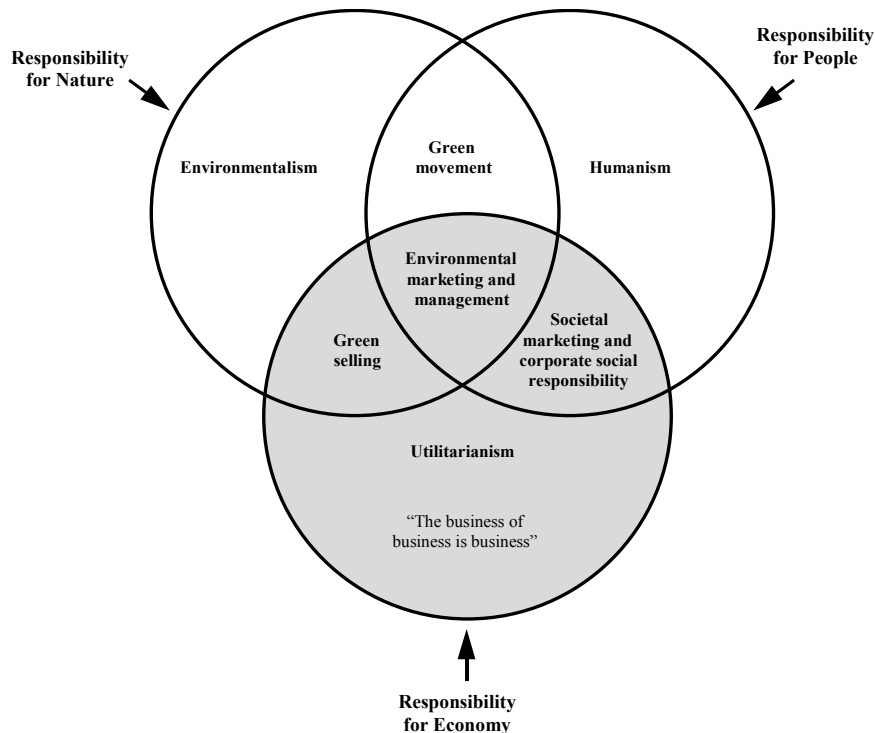 Responsibility
for Nature
Responsibility
for People
Environmentalism
Green
movement
Humanism
Environmental
marketing and
management
Green
selling
Societal
marketing and
corporate social
responsibility
Utilitarianism
“The business of
business is business”
Responsibility
for Economy